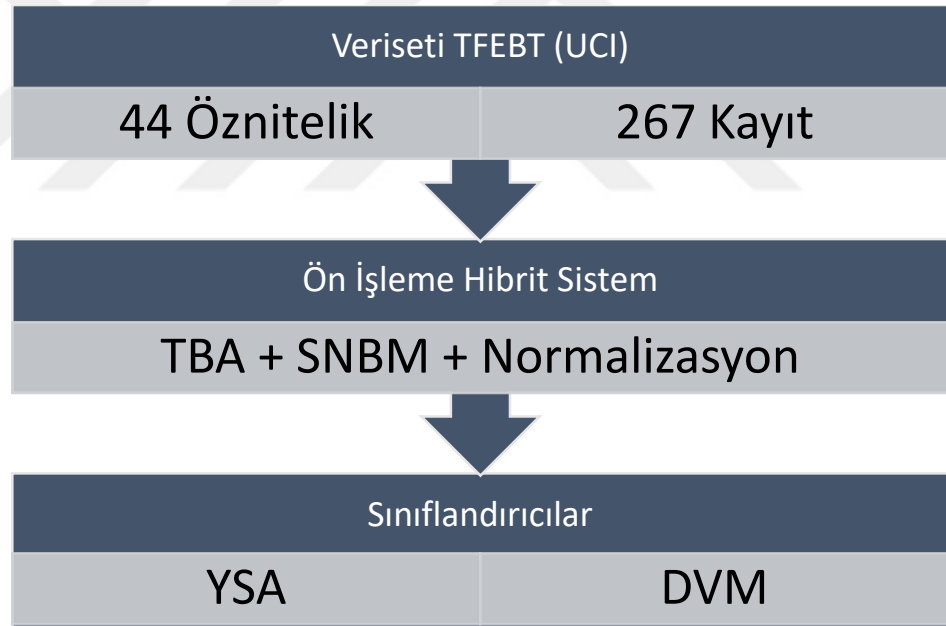 Veriseti TFEBT (UCI)
44 Öznitelik 267 Kayıt
Ön İşleme Hibrit Sistem
TBA + SNBM + Normalizasyon
Sınıflandırıcılar
YSA DVM